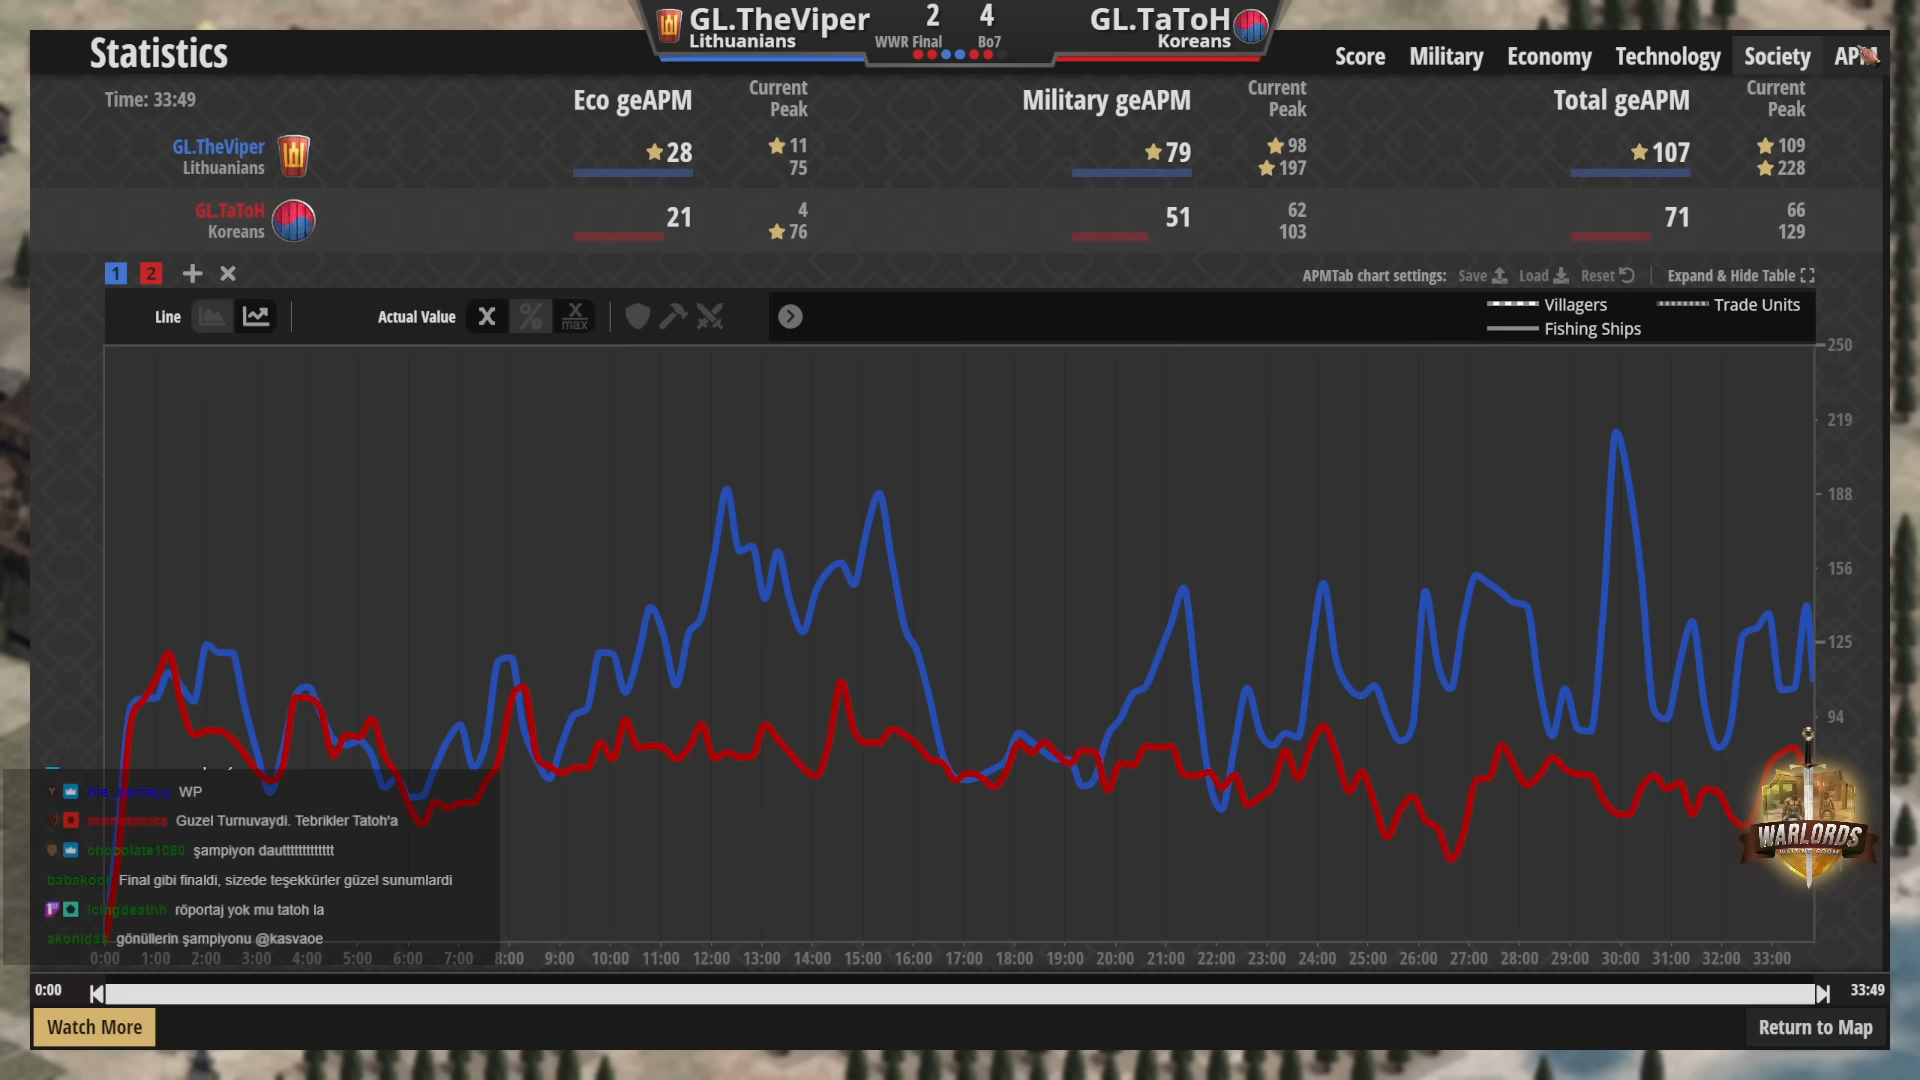 GL.TheViper 2 4 GL.TaToH
Lithuanians WWR Final Bo7 Koreans
Statistics
Score Military Economy Technology Society APM
Time: 33:49
Eco geAPM Current Peak Military geAPM Current Peak Total geAPM Current Peak
GL.TheViper 28 11 79 98 107 109
Lithuanians 75 197 228
GL.TaToH 21 4 51 62 71 66
Koreans 76 103 129
1 2
APMTab chart settings: Save Load Reset Expand & Hide Table
Line Actual Value X % X max
Villagers Trade Units
Fishing Ships
250
219
188
156
125
94
WP
Guzel Turnuvaydi. Tebrikler Tatoh'a
chocolate1080 şampiyon dauttttttttttttt
Final gibi finaldi, sizede teşekkürler güzel sunumlardi
icingdeathh röportaj yok mu tatoh la
akonidas gönüllerin şampiyonu @kasvaoe
WARLORDS
0:00 1:00 2:00 3:00 4:00 5:00 6:00 7:00 8:00 9:00 10:00 11:00 12:00 13:00 14:00 15:00 16:00 17:00 18:00 19:00 20:00 21:00 22:00 23:00 24:00 25:00 26:00 27:00 28:00 29:00 30:00 31:00 32:00 33:00
0:00 33:49
Watch More Return to Map